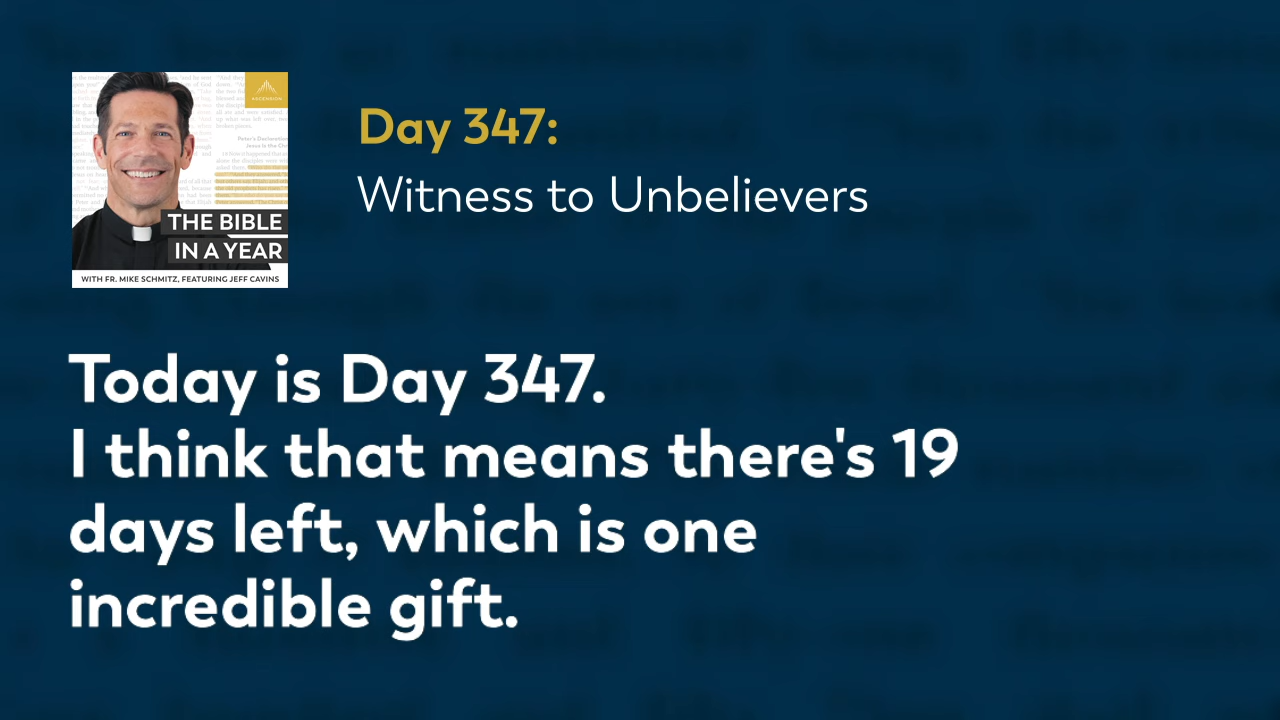 ASCENSION
THE BIBLE
IN A YEAR
WITH FR. MIKE SCHMITZ, FEATURING JEFF CAVINS
Day 347:
Witness to Unbelievers
Today is Day 347.
I think that means there's 19
days left, which is one
incredible gift.